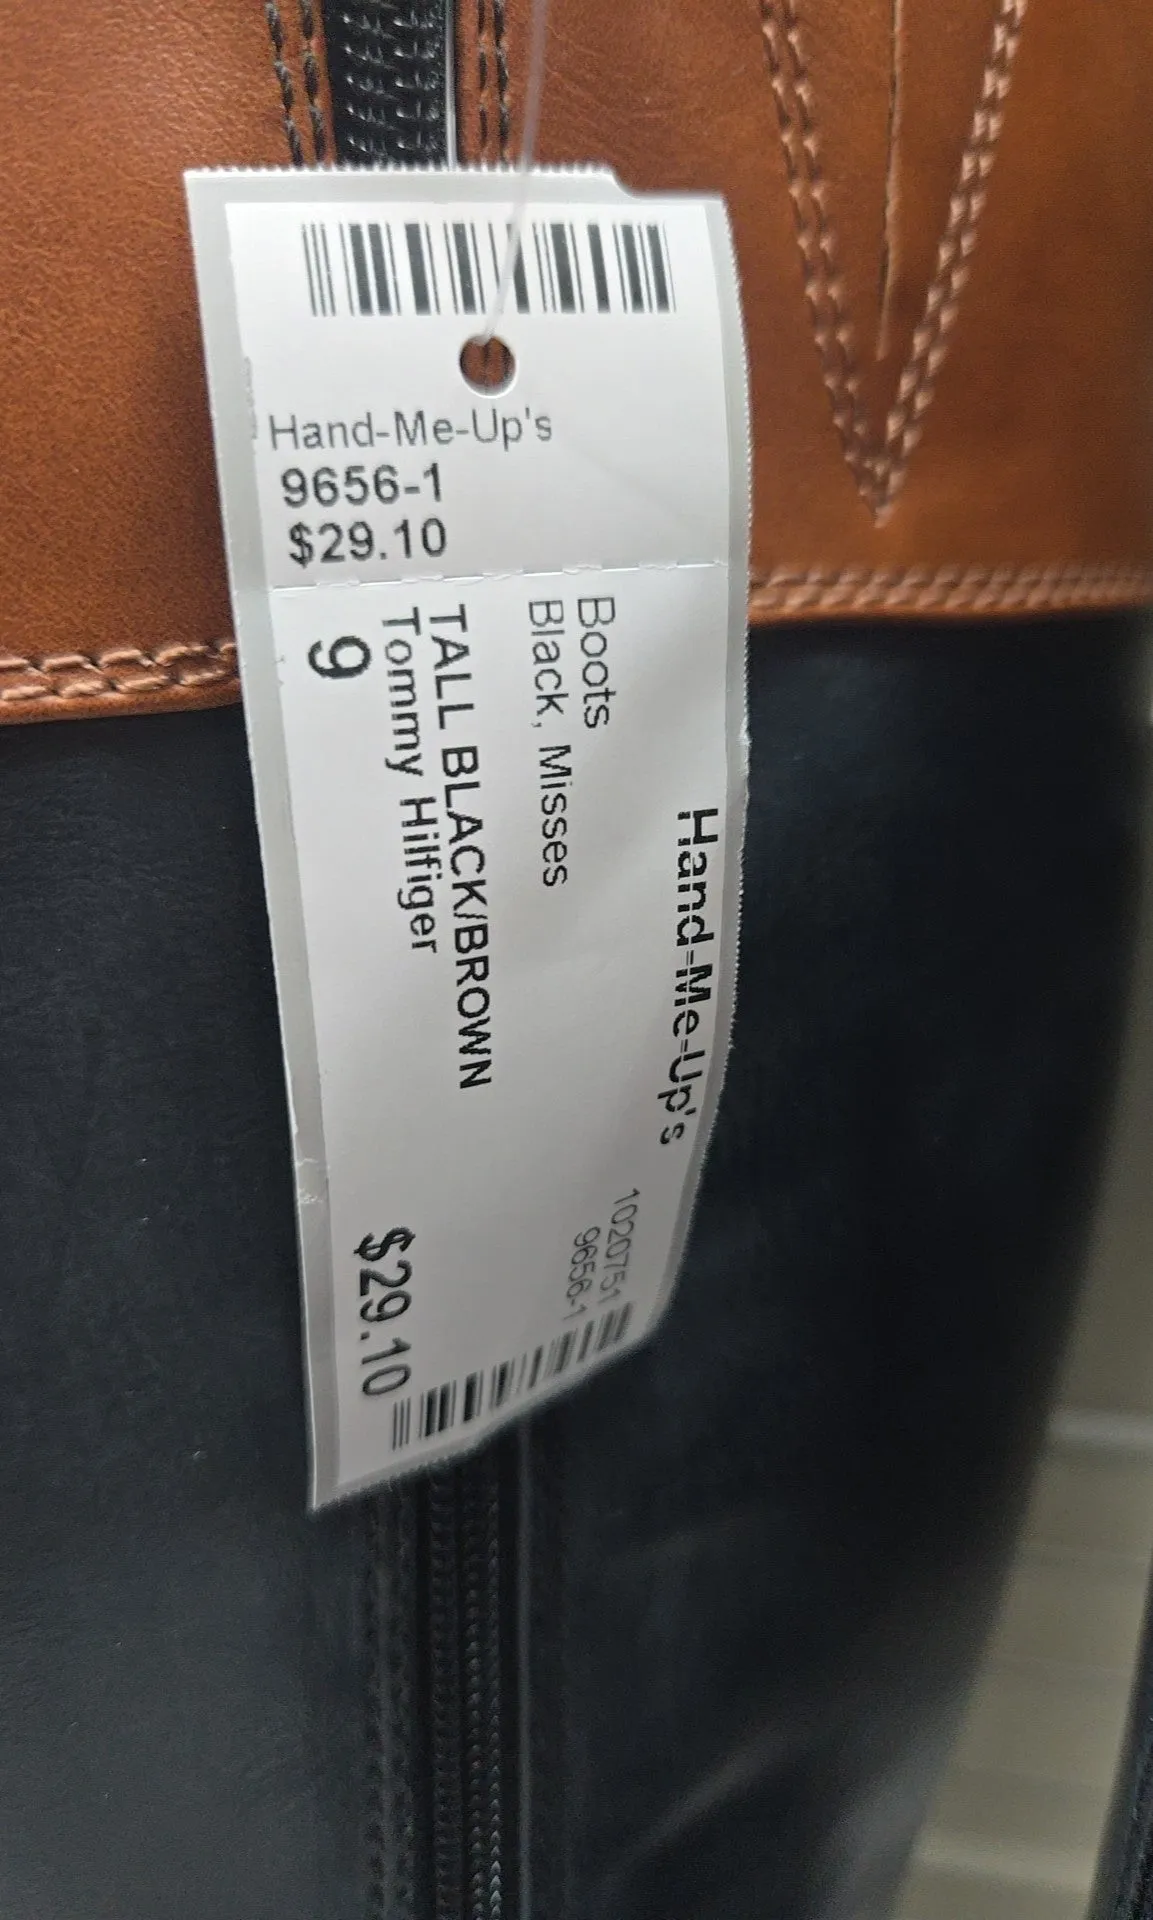 Hand-Me-Up's
9656-1
$29.10
Hand-Me-Up's
1020751
9656-1
Boots
Black, Misses
TALL BLACK/BROWN
Tommy Hilfiger
9
$29.10